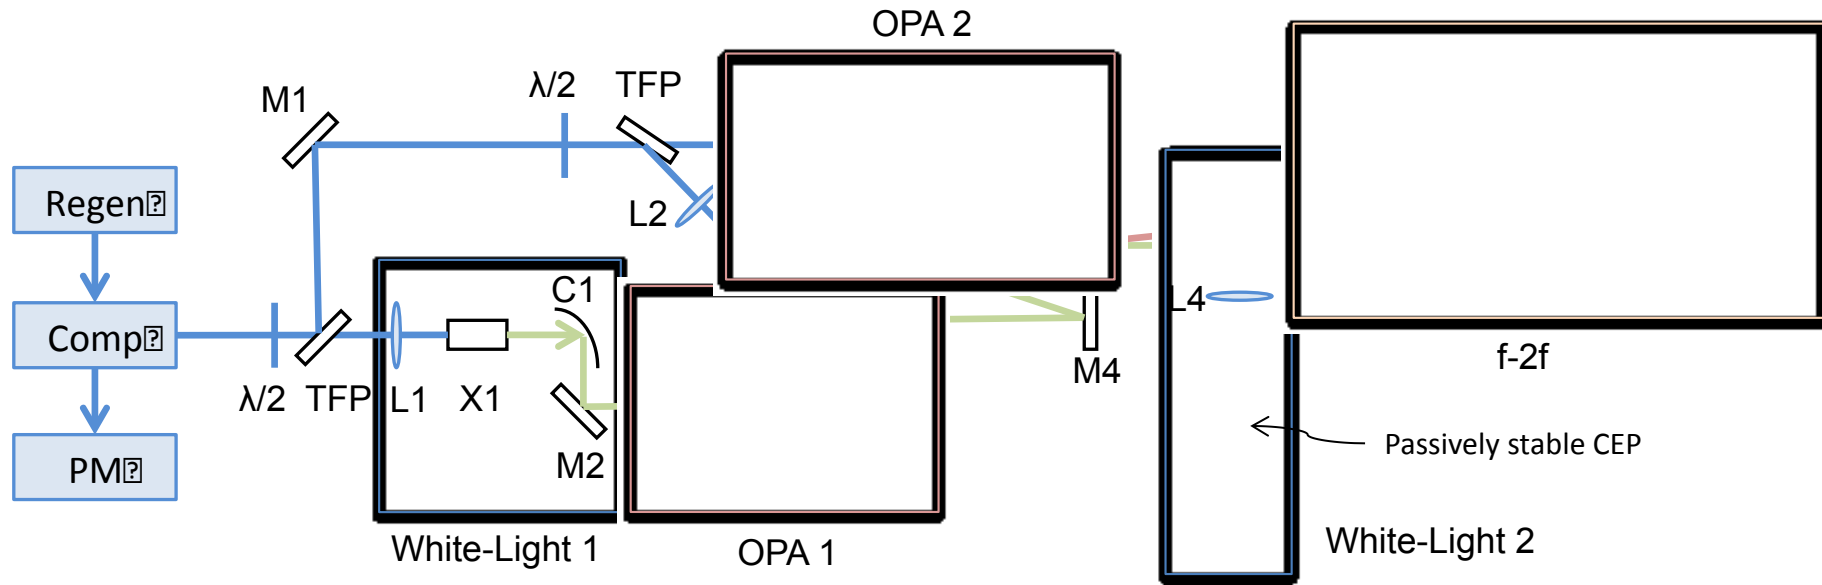 OPA 2
M1
λ/2
TFP
L2
Regen
C1
L4
Comp
λ/2
TFP
L1
X1
M4
f-2f
M2
PM
Passively stable CEP
White-Light 1
OPA 1
White-Light 2